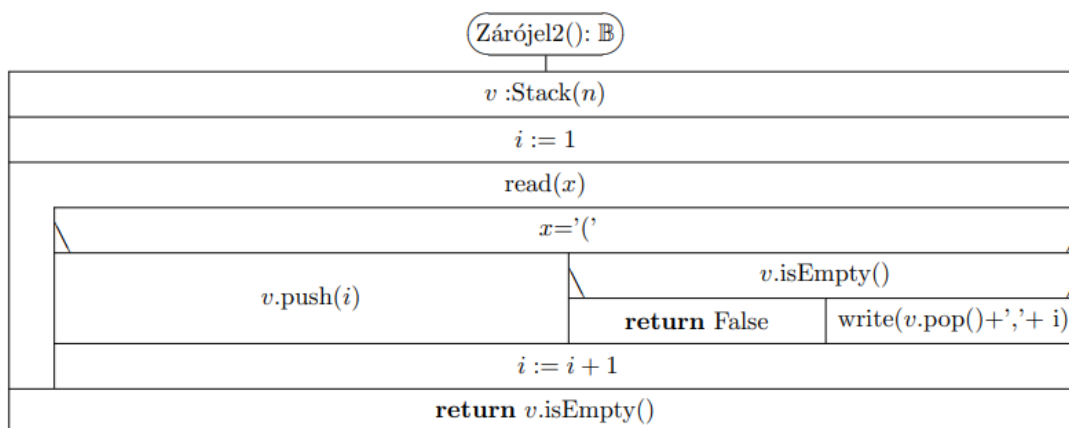 Zárójel2(): 𝔹
v :Stack(n)
i := 1
read(x)
x='('
v.push(i)
v.isEmpty()
return False
write(v.pop()+','+ i)
i := i + 1
return v.isEmpty()